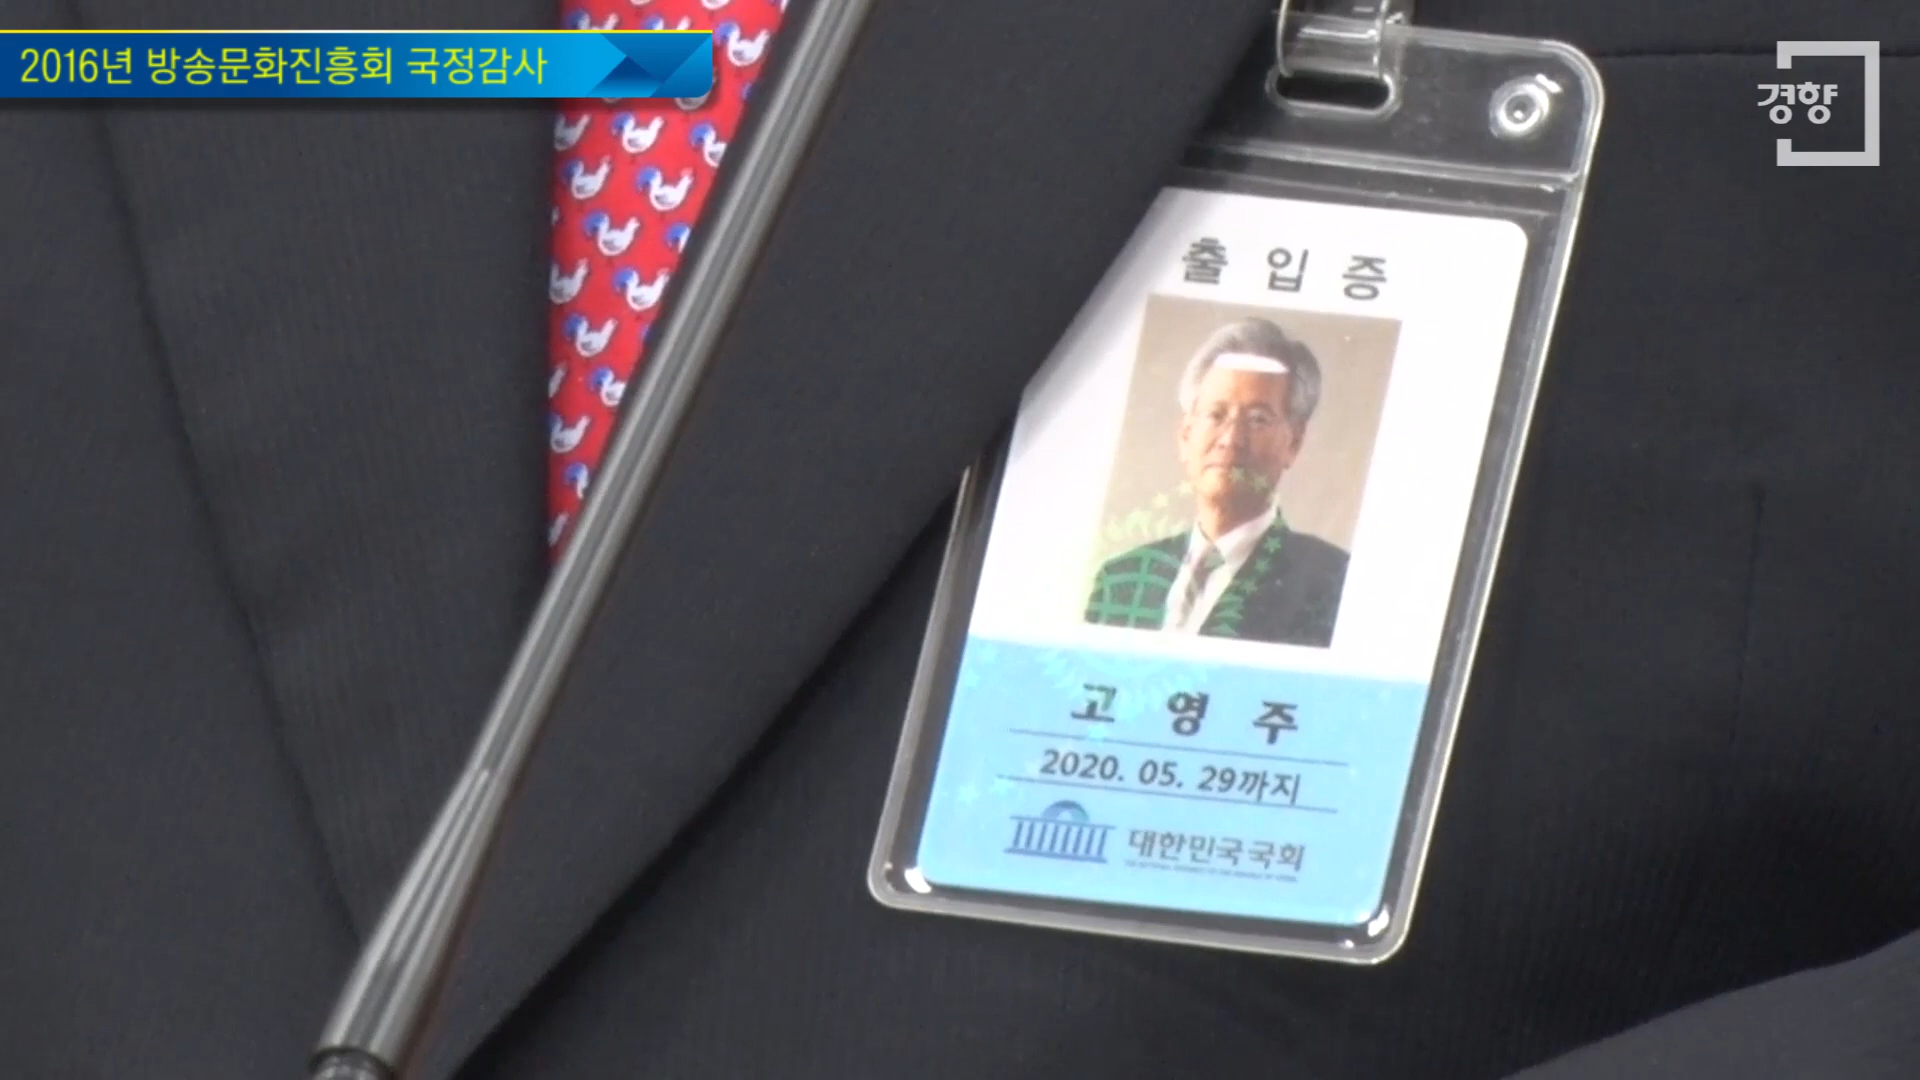 2016년 방송문화진흥회 국정감사
경향
출 입 증
고 영 주
2020. 05. 29까지
대한민국국회